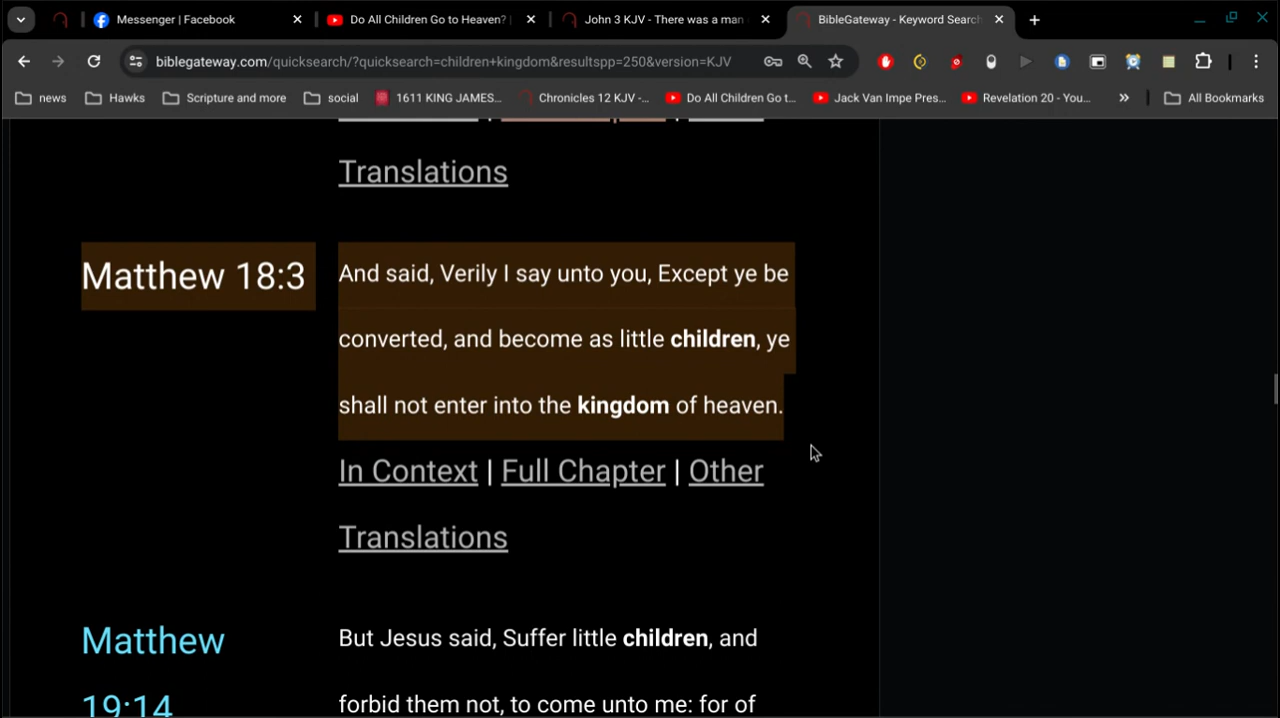 Messenger | Facebook
Do All Children Go to Heaven? |
John 3 KJV - There was a man
BibleGateway - Keyword Search
biblegateway.com/quicksearch/?quicksearch=children+kingdom&resultspp=250&version=KJV
news
Hawks
Scripture and more
social
1611 KING JAMES...
Chronicles 12 KJV -...
Do All Children Go t...
Jack Van Impe Pres...
Revelation 20 - You...
All Bookmarks
Translations
Matthew 18:3
And said, Verily I say unto you, Except ye be
converted, and become as little children, ye
shall not enter into the kingdom of heaven.
In Context | Full Chapter | Other
Translations
Matthew
19:14
But Jesus said, Suffer little children, and
forbid them not, to come unto me: for of